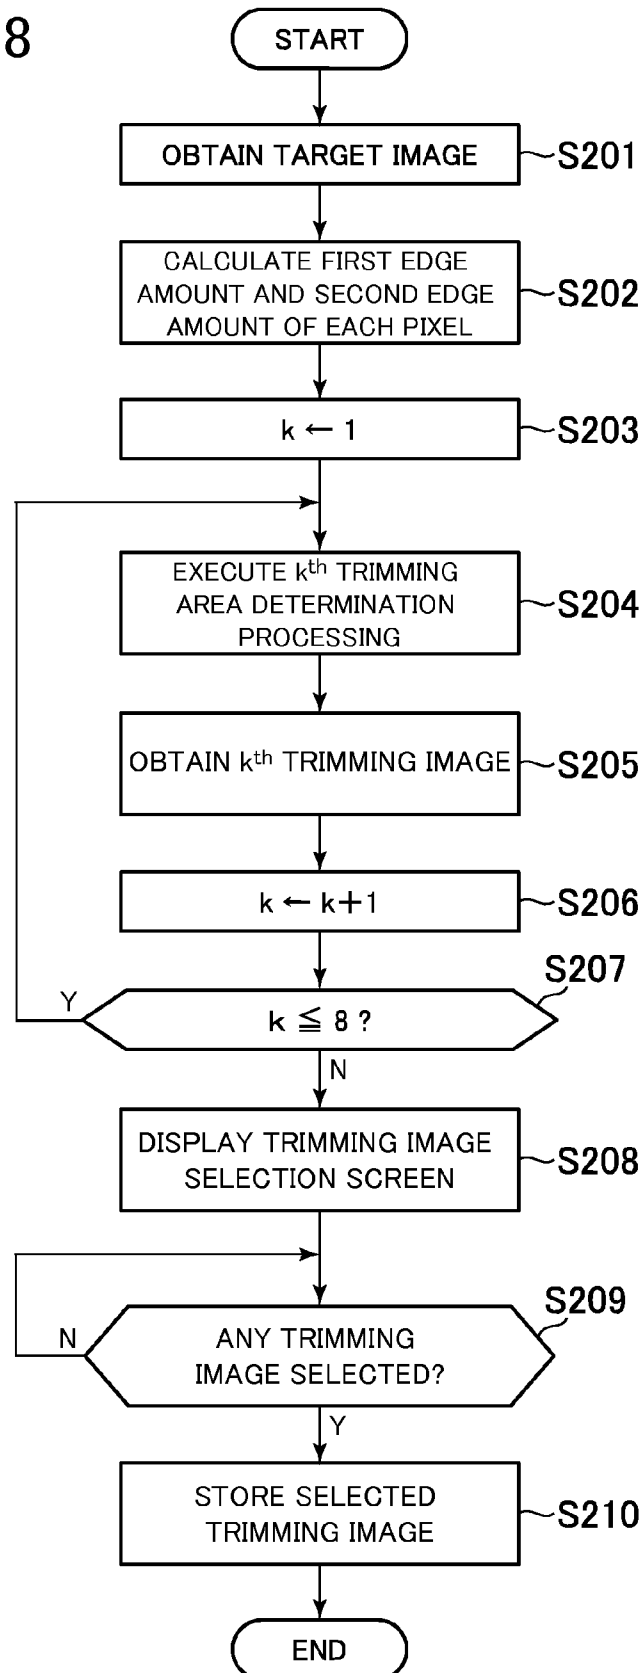 8
START
OBTAIN TARGET IMAGE
S201
CALCULATE FIRST EDGE
AMOUNT AND SECOND EDGE
AMOUNT OF EACH PIXEL
S202
k ← 1
S203
EXECUTE kth TRIMMING
AREA DETERMINATION
PROCESSING
S204
OBTAIN kth TRIMMING IMAGE
S205
k ← k+1
S206
S207
Y
k ≦ 8 ?
N
DISPLAY TRIMMING IMAGE
SELECTION SCREEN
S208
S209
N
ANY TRIMMING
IMAGE SELECTED?
Y
STORE SELECTED
TRIMMING IMAGE
S210
END